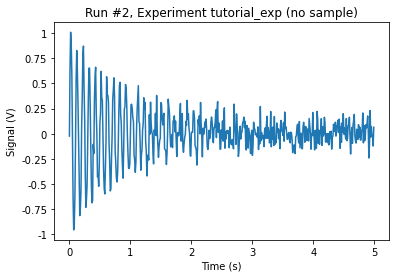 Run #2, Experiment tutorial_exp (no sample)
Signal (V)
1
0.75
0.5
0.25
0
-0.25
-0.5
-0.75
-1
0 1 2 3 4 5
Time (s)